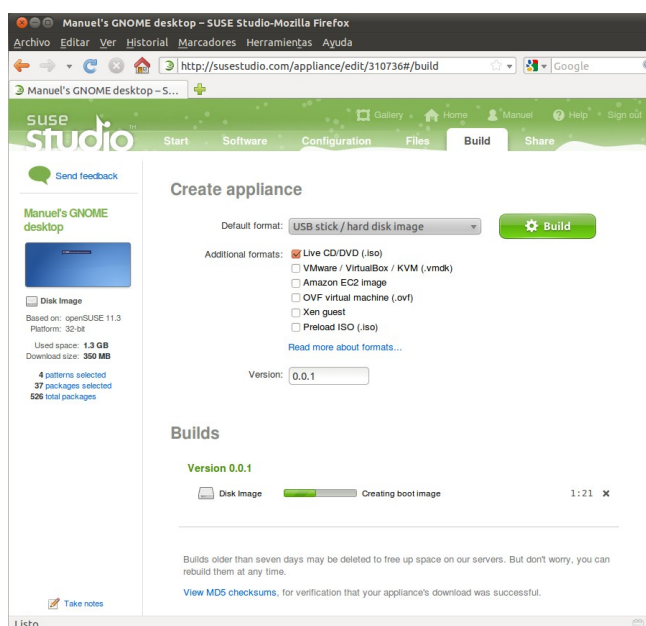 Manuel's GNOME desktop – SUSE Studio-Mozilla Firefox
Archivo Editar Ver Historial Marcadores Herramientas Ayuda
http://susestudio.com/appliance/edit/310736#/build
Google
Manuel's GNOME desktop – S...
SUSE studio™
Gallery Home Manuel Help Sign out
Start Software Configuration Files Build Share
Send feedback
Manuel's GNOME
desktop
Disk Image
Based on: openSUSE 11.3
Platform: 32-bit
Used space: 1.3 GB
Download size: 350 MB
4 patterns selected
37 packages selected
526 total packages
Take notes
Create appliance
Default format: USB stick / hard disk image
Build
Additional formats: Live CD/DVD (.iso)
VMware / VirtualBox / KVM (.vmdk)
Amazon EC2 image
OVF virtual machine (.ovf)
Xen guest
Preload ISO (.iso)
Read more about formats...
Version: 0.0.1
Builds
Version 0.0.1
Disk Image Creating boot image 1:21 ×
Builds older than seven days may be deleted to free up space on our servers. But don't worry, you can
rebuild them at any time.
View MD5 checksums, for verification that your appliance's download was successful.
Listo